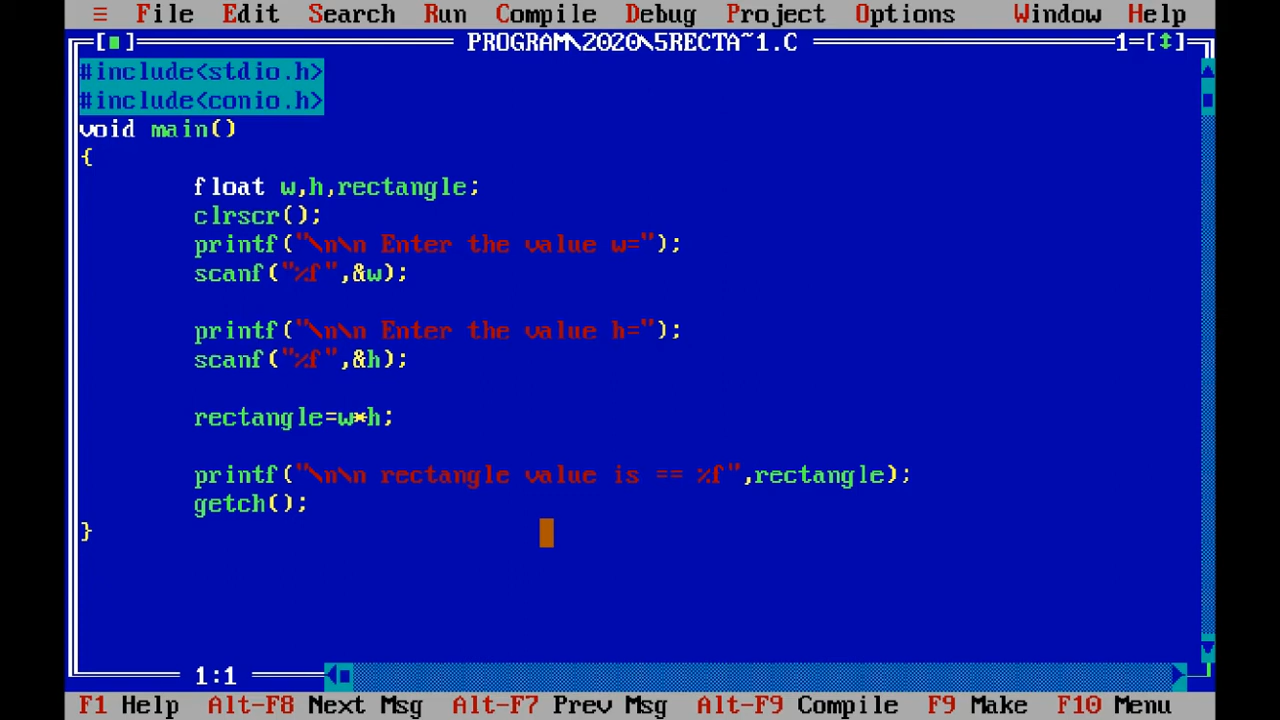 ≡ File Edit Search Run Compile Debug Project Options Window Help
[■] PROGRAM\2020\5RECTA~1.C 1=[↕]
#include<stdio.h>
#include<conio.h>
void main()
{
float w,h,rectangle;
clrscr();
printf("\n\n Enter the value w=");
scanf("%f",&w);
printf("\n\n Enter the value h=");
scanf("%f",&h);
rectangle=w*h;
printf("\n\n rectangle value is == %f",rectangle);
getch();
}
1:1
F1 Help Alt-F8 Next Msg Alt-F7 Prev Msg Alt-F9 Compile F9 Make F10 Menu